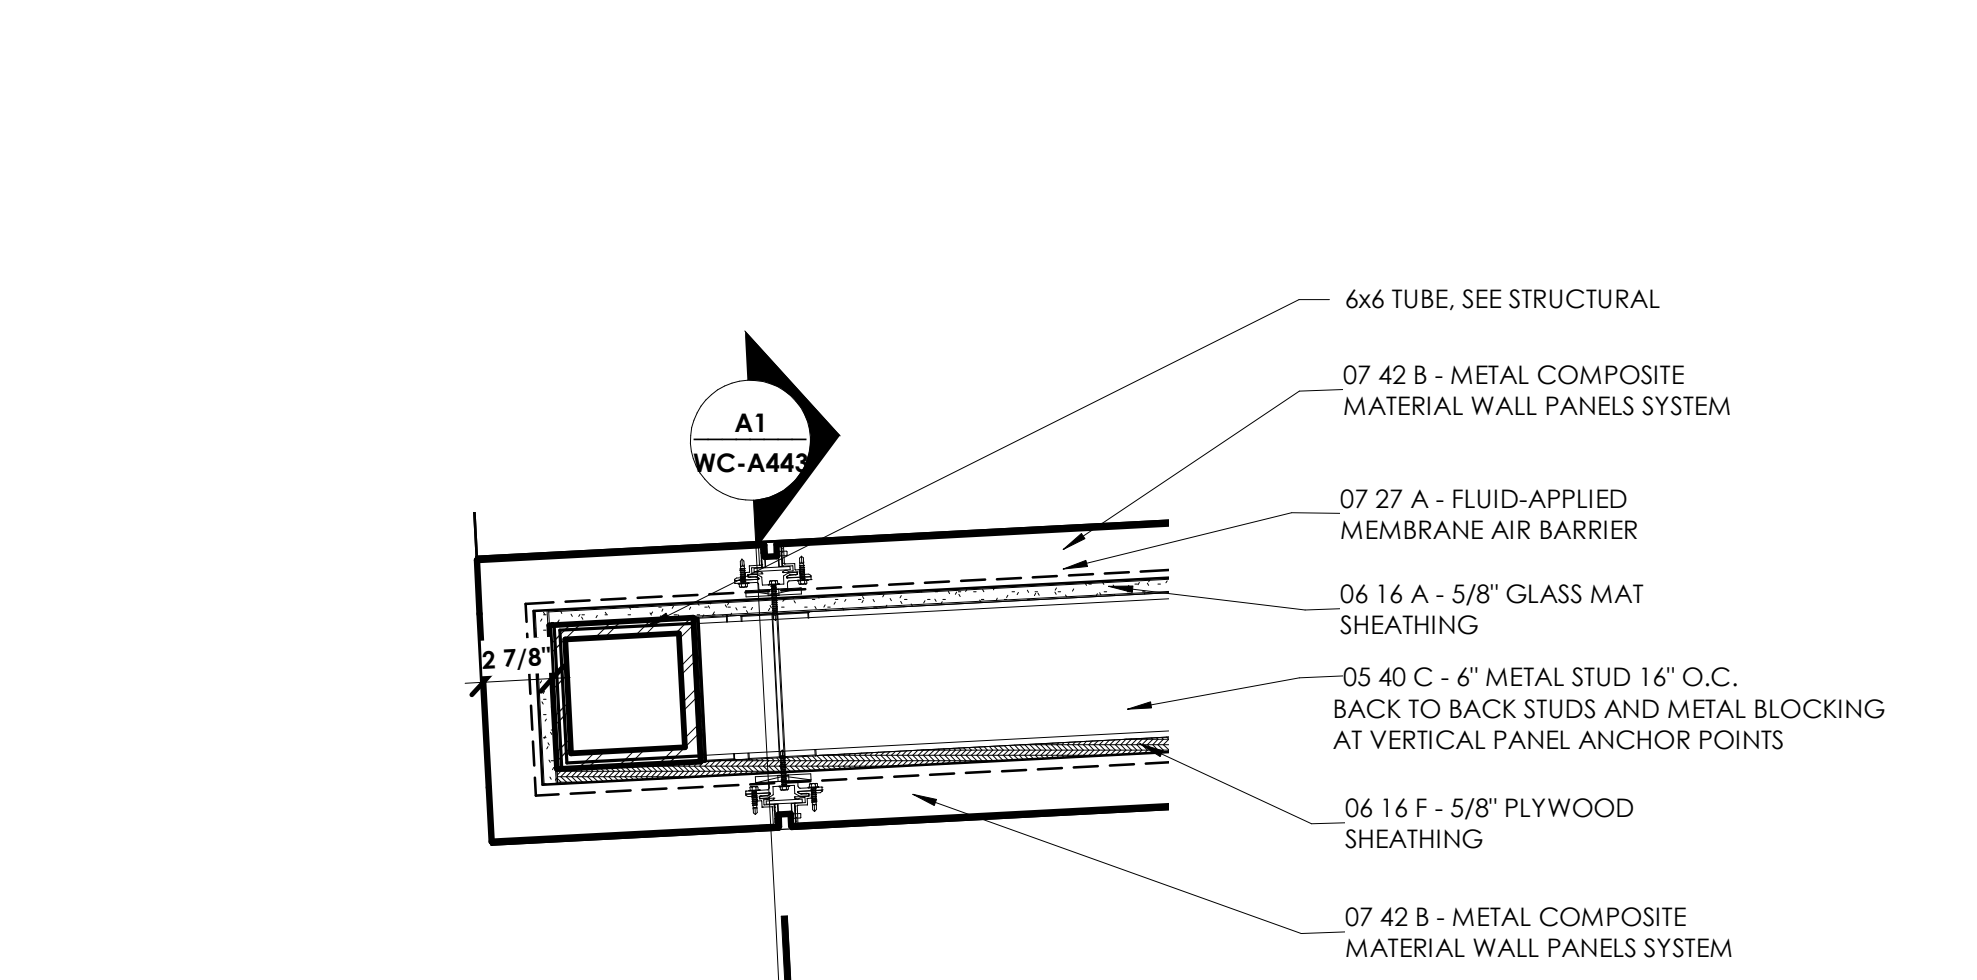 6x6 TUBE, SEE STRUCTURAL
07 42 B - METAL COMPOSITE
MATERIAL WALL PANELS SYSTEM
A1
WC-A443
07 27 A - FLUID-APPLIED
MEMBRANE AIR BARRIER
06 16 A - 5/8" GLASS MAT
SHEATHING
2 7/8"
05 40 C - 6" METAL STUD 16" O.C.
BACK TO BACK STUDS AND METAL BLOCKING
AT VERTICAL PANEL ANCHOR POINTS
06 16 F - 5/8" PLYWOOD
SHEATHING
07 42 B - METAL COMPOSITE
MATERIAL WALL PANELS SYSTEM